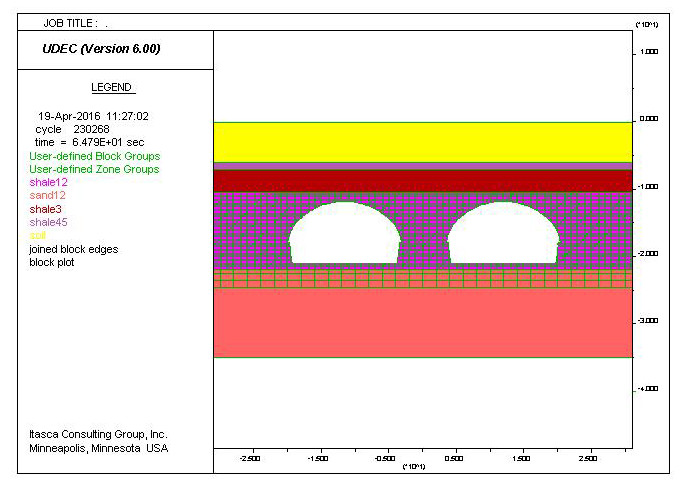 JOB TITLE : .
(*10^1)
UDEC (Version 6.00)
LEGEND
19-Apr-2016 11:27:02
cycle 230268
time = 6.479E+01 sec
User-defined Block Groups
User-defined Zone Groups
shale12
sand12
shale3
shale45
soil
joined block edges
block plot
1.000
0.000
-1.000
-2.000
-3.000
-4.000
Itasca Consulting Group, Inc.
Minneapolis, Minnesota USA
-2.500 -1.500 -0.500 0.500 1.500 2.500
(*10^1)